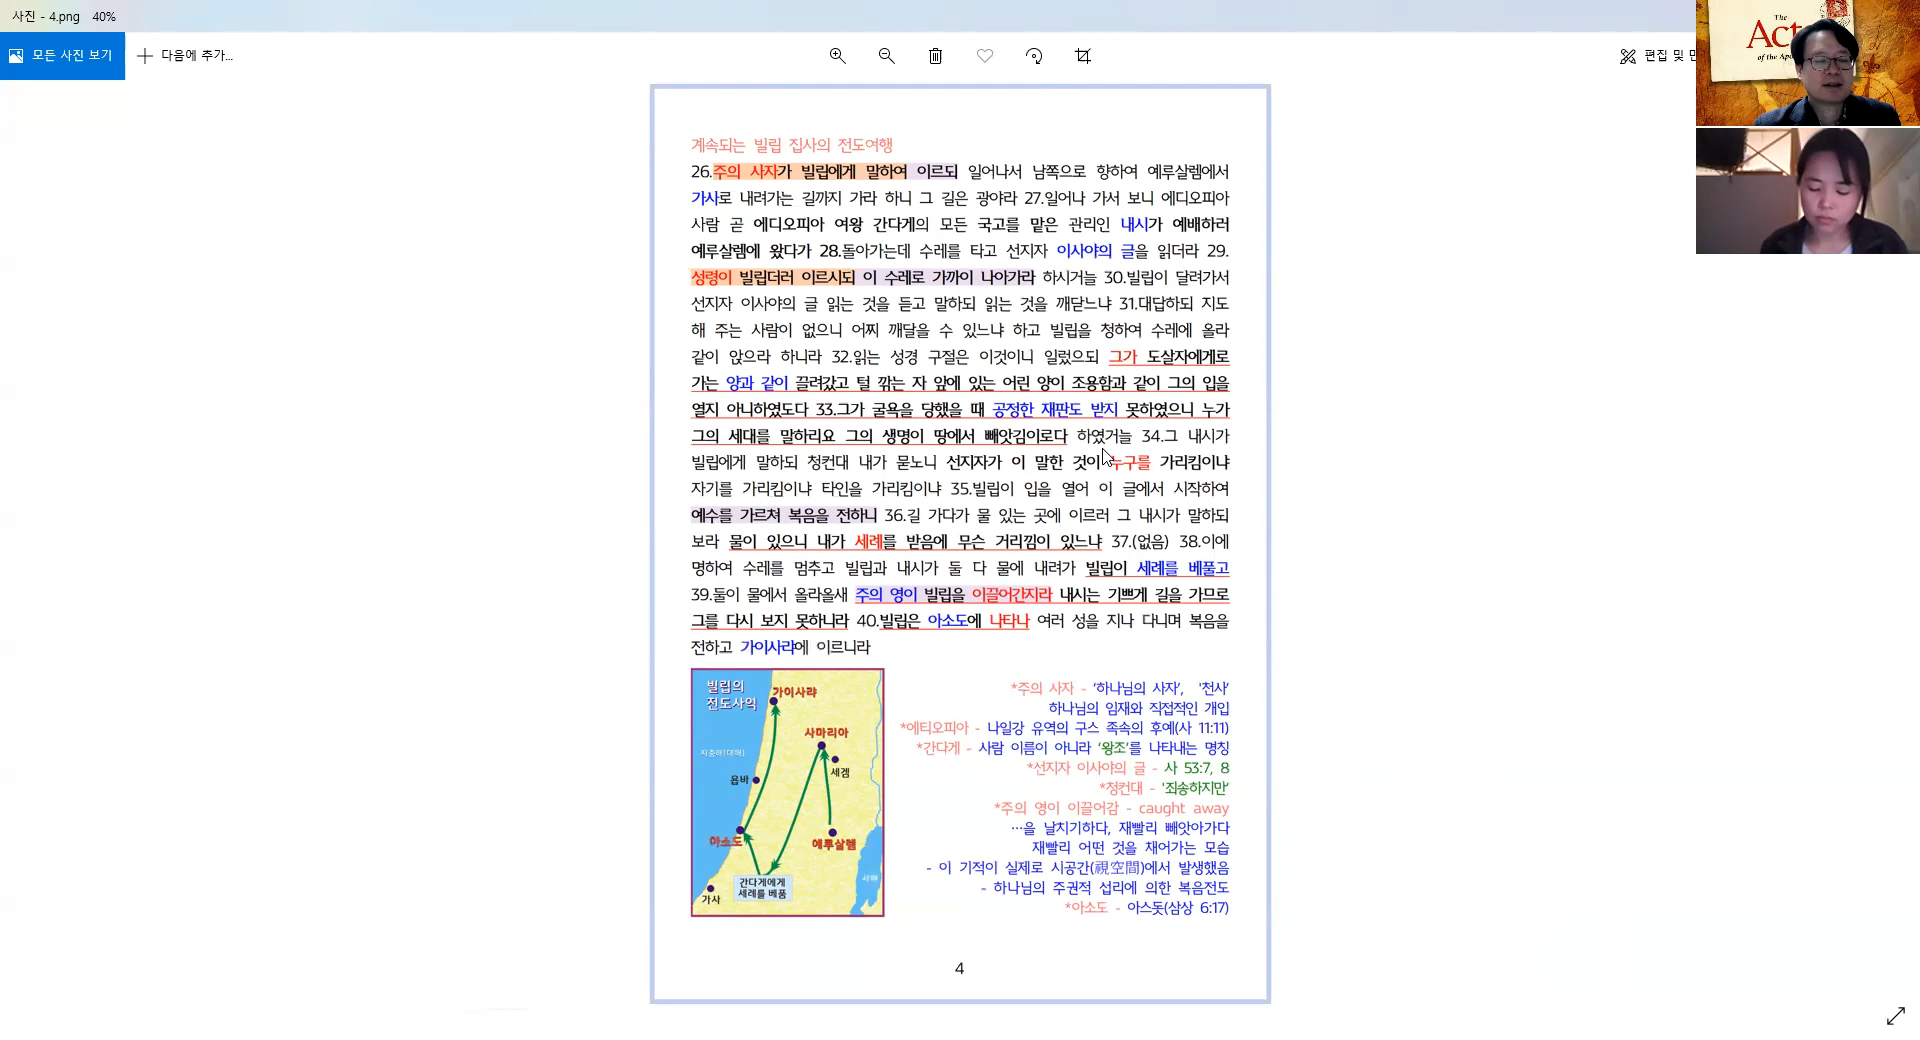 사진 - 4.png 40%
모든 사진 보기
다음에 추가...
편집 및 만
The
Acts
of the Apo
계속되는 빌립 집사의 전도여행
26.주의 사자가 빌립에게 말하여 이르되 일어나서 남쪽으로 향하여 예루살렘에서
가사로 내려가는 길까지 가라 하니 그 길은 광야라 27.일어나 가서 보니 에디오피아
사람 곧 에디오피아 여왕 간다게의 모든 국고를 맡은 관리인 내시가 예배하러
예루살렘에 왔다가 28.돌아가는데 수레를 타고 선지자 이사야의 글을 읽더라 29.
성령이 빌립더러 이르시되 이 수레로 가까이 나아가라 하시거늘 30.빌립이 달려가서
선지자 이사야의 글 읽는 것을 듣고 말하되 읽는 것을 깨닫느냐 31.대답하되 지도
해 주는 사람이 없으니 어찌 깨달을 수 있느냐 하고 빌립을 청하여 수레에 올라
같이 앉으라 하니라 32.읽는 성경 구절은 이것이니 일렀으되 그가 도살자에게로
가는 양과 같이 끌려갔고 털 깎는 자 앞에 있는 어린 양이 조용함과 같이 그의 입을
열지 아니하였도다 33.그가 굴욕을 당했을 때 공정한 재판도 받지 못하였으니 누가
그의 세대를 말하리요 그의 생명이 땅에서 빼앗김이로다 하였거늘 34.그 내시가
빌립에게 말하되 청컨대 내가 묻노니 선지자가 이 말한 것이 누구를 가리킴이냐
자기를 가리킴이냐 타인을 가리킴이냐 35.빌립이 입을 열어 이 글에서 시작하여
예수를 가르쳐 복음을 전하니 36.길 가다가 물 있는 곳에 이르러 그 내시가 말하되
보라 물이 있으니 내가 세례를 받음에 무슨 거리낌이 있느냐 37.(없음) 38.이에
명하여 수레를 멈추고 빌립과 내시가 둘 다 물에 내려가 빌립이 세례를 베풀고
39.둘이 물에서 올라올새 주의 영이 빌립을 이끌어간지라 내시는 기쁘게 길을 가므로
그를 다시 보지 못하니라 40.빌립은 아소도에 나타나 여러 성을 지나 다니며 복음을
전하고 가이사랴에 이르니라
빌립의
전도사역
가이사랴
사마리아
지중해(대해)
세겜
욥바
아소도
예루살렘
간다게에게
세례를 베품
사해
가사
*주의 사자 - '하나님의 사자', '천사'
하나님의 임재와 직접적인 개입
*에티오피아 - 나일강 유역의 구스 족속의 후예(사 11:11)
*간다게 - 사람 이름이 아니라 '왕조'를 나타내는 명칭
*선지자 이사야의 글 - 사 53:7, 8
*청컨대 - '죄송하지만'
*주의 영이 이끌어감 - caught away
…을 날치기하다, 재빨리 빼앗아가다
재빨리 어떤 것을 채어가는 모습
- 이 기적이 실제로 시공간(視空間)에서 발생했음
- 하나님의 주권적 섭리에 의한 복음전도
*아소도 - 아스돗(삼상 6:17)
4